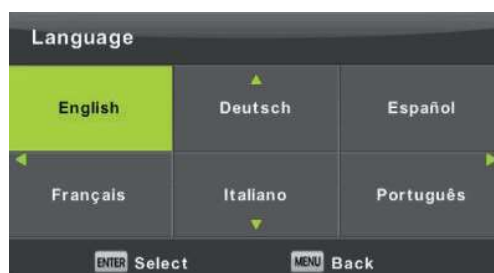 Language
English Deutsch Español
Français Italiano Português
ENTER Select MENU Back